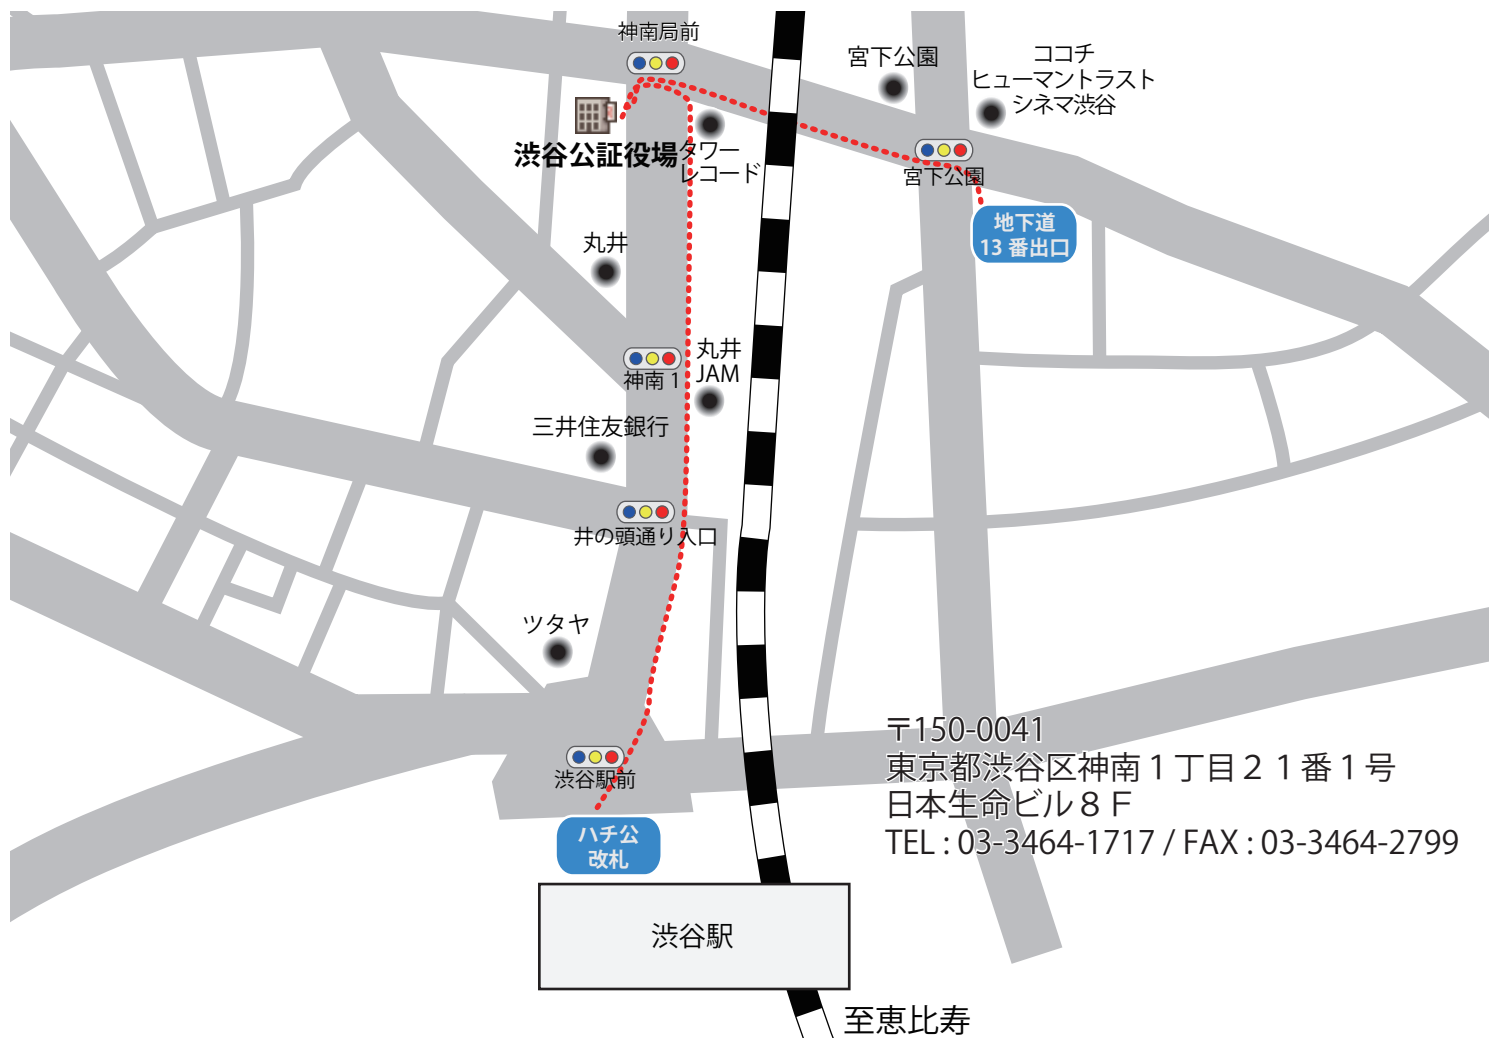 神南局前
宮下公園
ココチ
ヒューマントラスト
シネマ渋谷
渋谷公証役場
タワー
レコード
宮下公園
地下道
13 番出口
丸井
丸井
JAM
神南 1
三井住友銀行
井の頭通り入口
ツタヤ
〒150-0041
東京都渋谷区神南１丁目２１番１号
日本生命ビル８Ｆ
TEL : 03-3464-1717 / FAX : 03-3464-2799
渋谷駅前
ハチ公
改札
渋谷駅
至恵比寿